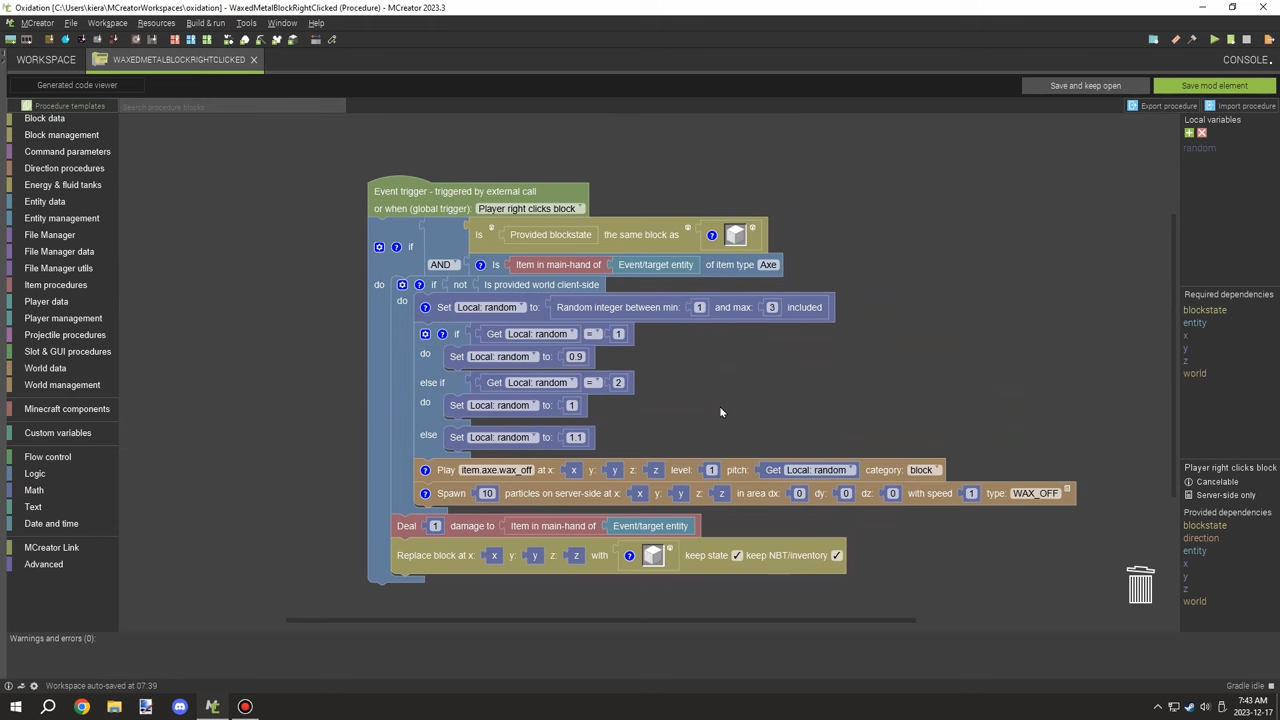 Oxidation [C:\Users\kiera\MCreatorWorkspaces\oxidation] - WaxedMetalBlockRightClicked (Procedure) - MCreator 2023.3
MCreator File Workspace Resources Build & run Tools Window Help
WORKSPACE WAXEDMETALBLOCKRIGHTCLICKED CONSOLE
Generated code viewer Save and keep open Save mod element
Procedure templates Search procedure blocks Export procedure Import procedure
Block data
Block management
Command parameters
Direction procedures
Energy & fluid tanks
Entity data
Entity management
File Manager
File Manager data
File Manager utils
Item procedures
Player data
Player management
Projectile procedures
Slot & GUI procedures
World data
World management
Minecraft components
Custom variables
Flow control
Logic
Math
Text
Date and time
MCreator Link
Advanced
Event trigger - triggered by external call
or when (global trigger): Player right clicks block
if Is Provided blockstate the same block as
AND Is Item in main-hand of Event/target entity of item type Axe
do if not Is provided world client-side
do Set Local: random to: Random integer between min: 1 and max: 3 included
if Get Local: random = 1
do Set Local: random to: 0.9
else if Get Local: random = 2
do Set Local: random to: 1
else Set Local: random to: 1.1
Play item.axe.wax_off at x: x y: y z: z level: 1 pitch: Get Local: random category: block
Spawn 10 particles on server-side at x: x y: y z: z in area dx: 0 dy: 0 dz: 0 with speed 1 type: WAX_OFF
Deal 1 damage to Item in main-hand of Event/target entity
Replace block at x: x y: y z: z with keep state keep NBT/inventory
Local variables
random
Required dependencies
blockstate
entity
x
y
z
world
Player right clicks block
Cancelable
Server-side only
Provided dependencies:
blockstate
direction
entity
x
y
z
world
Warnings and errors (0):
Workspace auto-saved at 07:39 Gradle idle
7:43 AM
2023-12-17